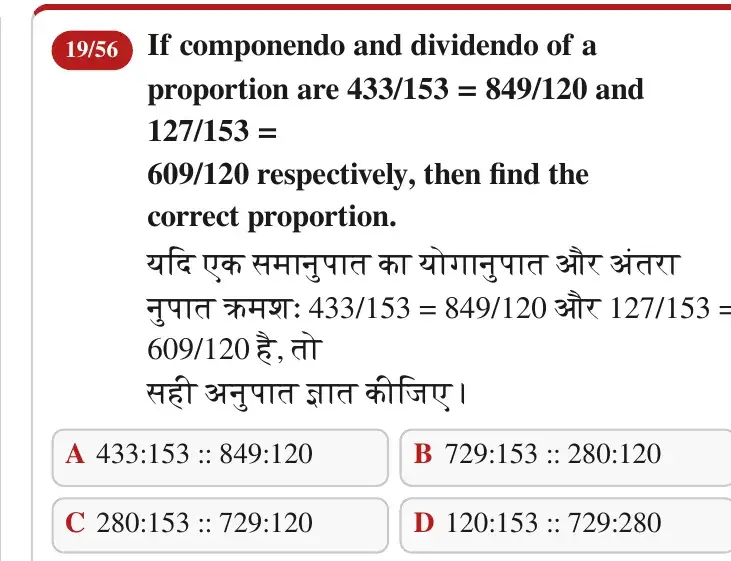 19/56 If componendo and dividendo of a
proportion are 433/153 = 849/120 and
127/153 =
609/120 respectively, then find the
correct proportion.
यदि एक समानुपात का योगानुपात और अंतरा
नुपात क्रमशः 433/153 = 849/120 और 127/153 =
609/120 है, तो
सही अनुपात ज्ञात कीजिए।
A 433:153 :: 849:120
B 729:153 :: 280:120
C 280:153 :: 729:120
D 120:153 :: 729:280